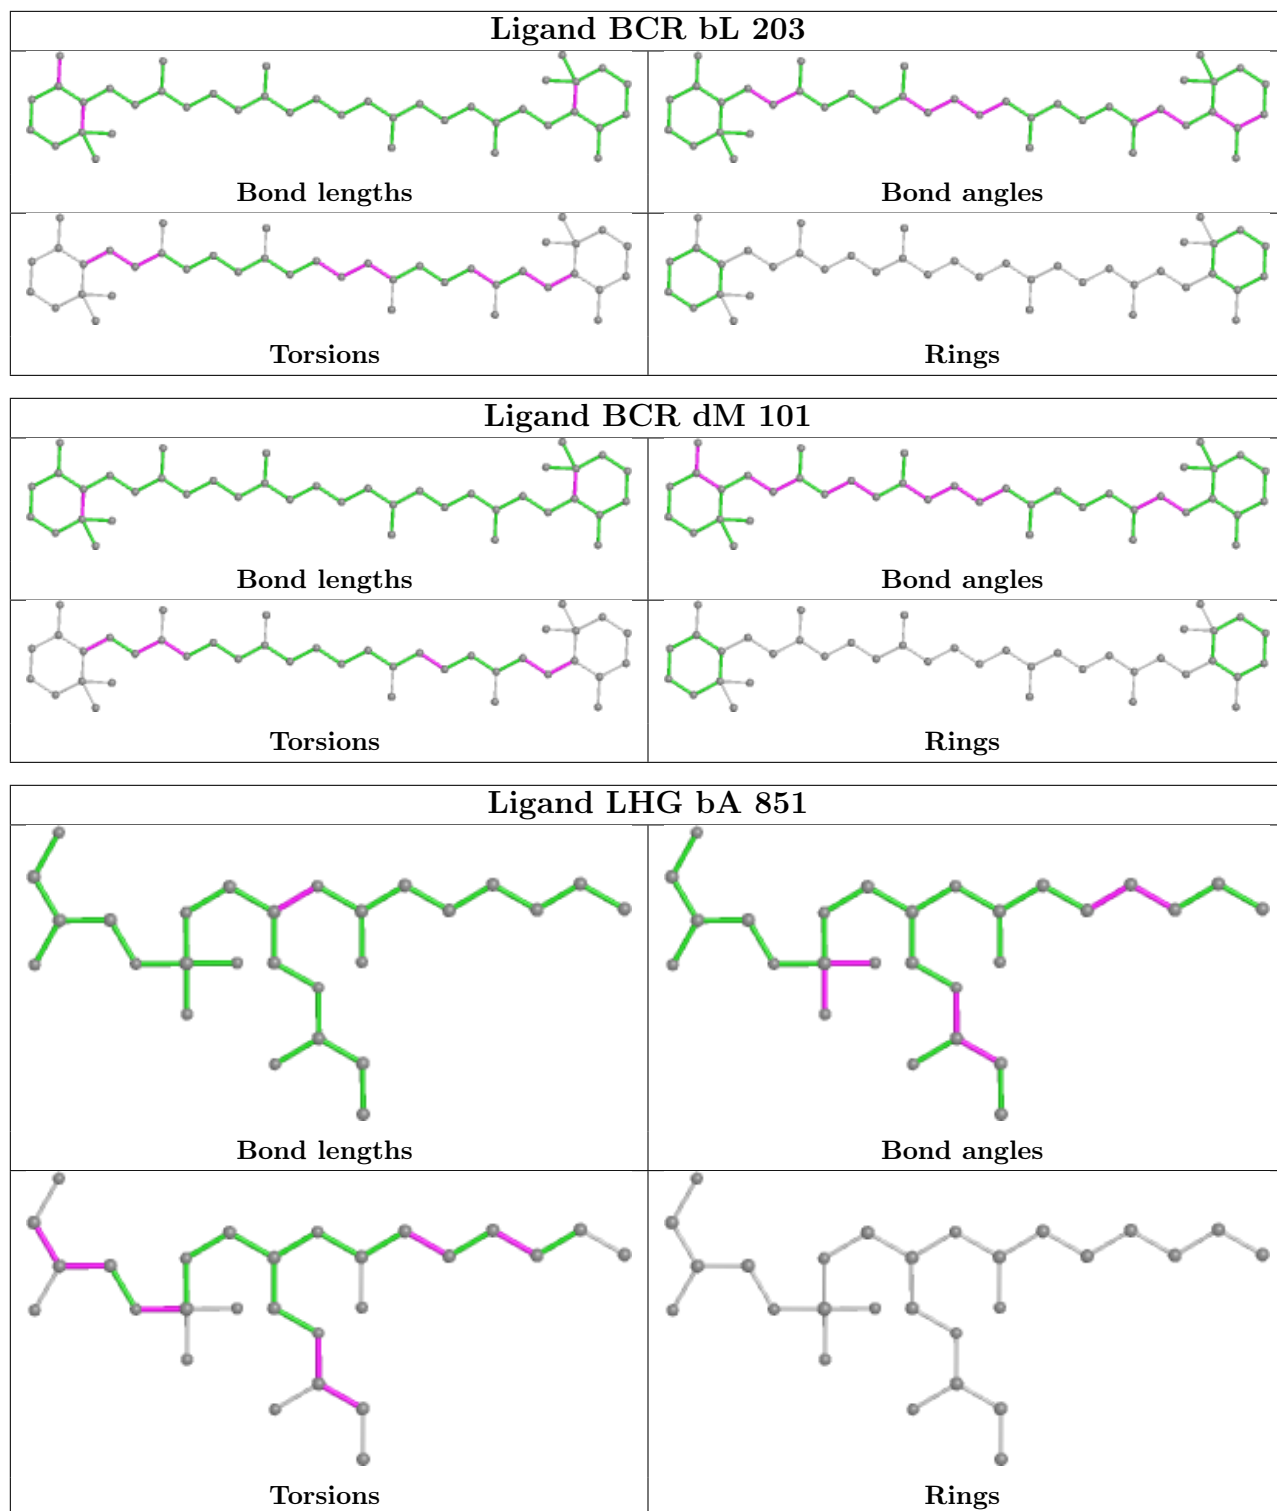 Ligand BCR bL 203
Bond lengths
Bond angles
Torsions
Rings
Ligand BCR dM 101
Bond lengths
Bond angles
Torsions
Rings
Ligand LHG bA 851
Bond lengths
Bond angles
Torsions
Rings